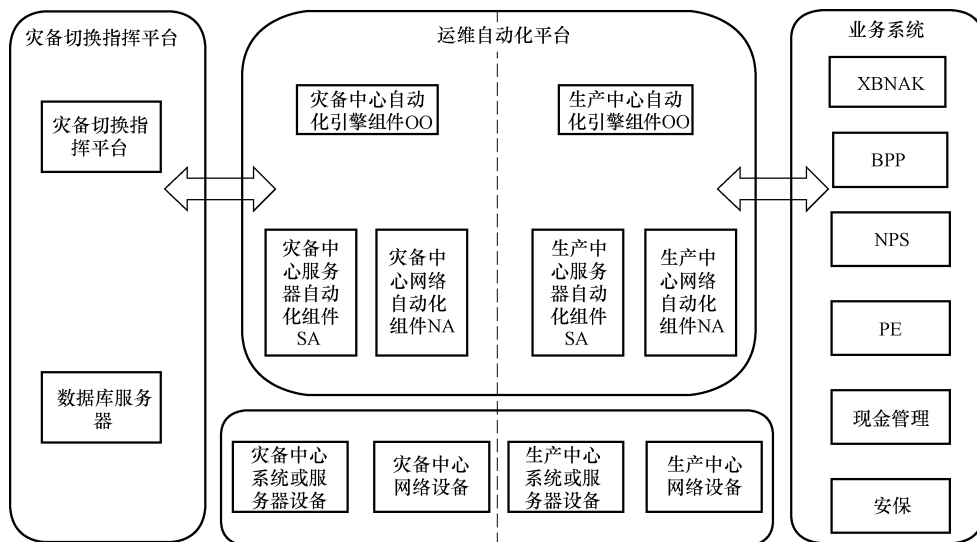 灾备切换指挥平台
灾备切换指
挥平台
数据库服务
器
运维自动化平台
灾备中心自动
化引擎组件OO
生产中心自动
化引擎组件OO
灾备中
心服务
器自动
化组件
SA
灾备中
心网络
自动化
组件NA
生产中
心服务
器自动
化组件
SA
生产中
心网络
自动化
组件NA
灾备中心
系统或服
务器设备
灾备中心
网络设备
生产中心
系统或服
务器设备
生产中心
网络设备
业务系统
XBNAK
BPP
NPS
PE
现金管理
安保